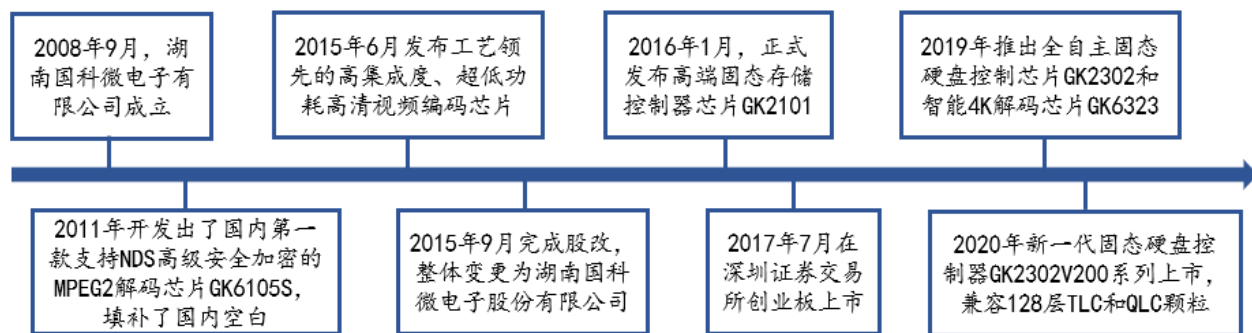 2008年9月，湖
南国科微电子有
限公司成立
2015年6月发布工艺领
先的高集成度、超低功
耗高清视频编码芯片
2016年1月，正式
发布高端固态存储
控制器芯片GK2101
2019年推出全自主固态
硬盘控制芯片GK2302和
智能4K解码芯片GK6323
2011年开发出了国内第一
款支持NDS高级安全加密的
MPEG2解码芯片GK6105S，
填补了国内空白
2015年9月完成股改，
整体变更为湖南国科
微电子股份有限公司
2017年7月在
深圳证券交易
所创业板上市
2020年新一代固态硬盘控
制器GK2302V200系列上市，
兼容128层TLC和QLC颗粒